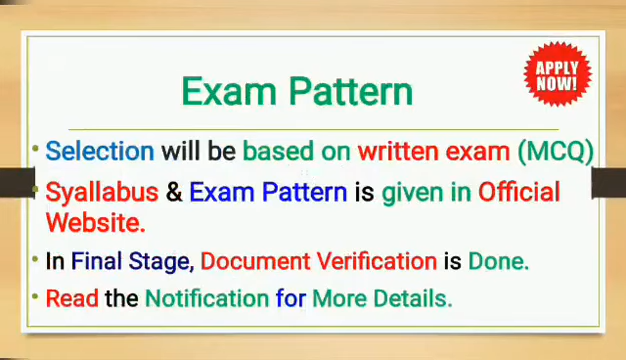 Exam Pattern
APPLY
NOW!
• Selection will be based on written exam (MCQ)
• Syallabus & Exam Pattern is given in Official
Website.
• In Final Stage, Document Verification is Done.
• Read the Notification for More Details.